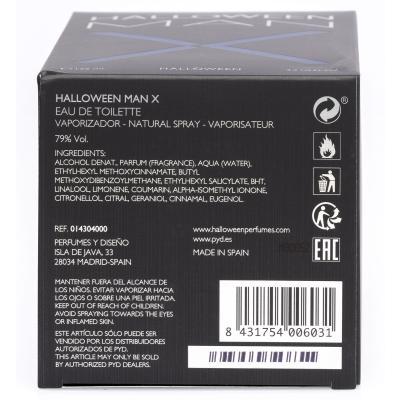 HALLOWEEN
MAN
X
HALLOWEEN
HALLOWEEN MAN X
EAU DE TOILETTE
VAPORIZADOR - NATURAL SPRAY - VAPORISATEUR
79% Vol.
INGREDIENTS:
ALCOHOL DENAT., PARFUM (FRAGRANCE), AQUA (WATER),
ETHYLHEXYL METHOXYCINNAMATE, BUTYL
METHOXYDIBENZOYLMETHANE, ETHYLHEXYL SALICYLATE, BHT,
LINALOOL, LIMONENE, COUMARIN, ALPHA-ISOMETHYL IONONE,
CITRONELLOL, CITRAL, GERANIOL, CINNAMAL, EUGENOL.
REF. 014304000
PERFUMES Y DISEÑO
ISLA DE JAVA, 33
28034 MADRID-SPAIN
www.halloweenperfumes.com
www.pyd.es
MADE IN SPAIN
EAC
MANTENER FUERA DEL ALCANCE DE
LOS NIÑOS. EVITAR VAPORIZAR HACIA
LOS OJOS O SOBRE UNA PIEL IRRITADA.
KEEP OUT OF REACH OF CHILDREN.
AVOID SPRAYING TOWARDS THE EYES
OR INFLAMED SKIN.
ESTE ARTÍCULO SÓLO PUEDE SER
VENDIDO POR LOS DISTRIBUIDORES
AUTORIZADOS DE PYD.
THIS ARTICLE MAY ONLY BE SOLD
BY AUTHORIZED PYD DEALERS.
8 431754 006031